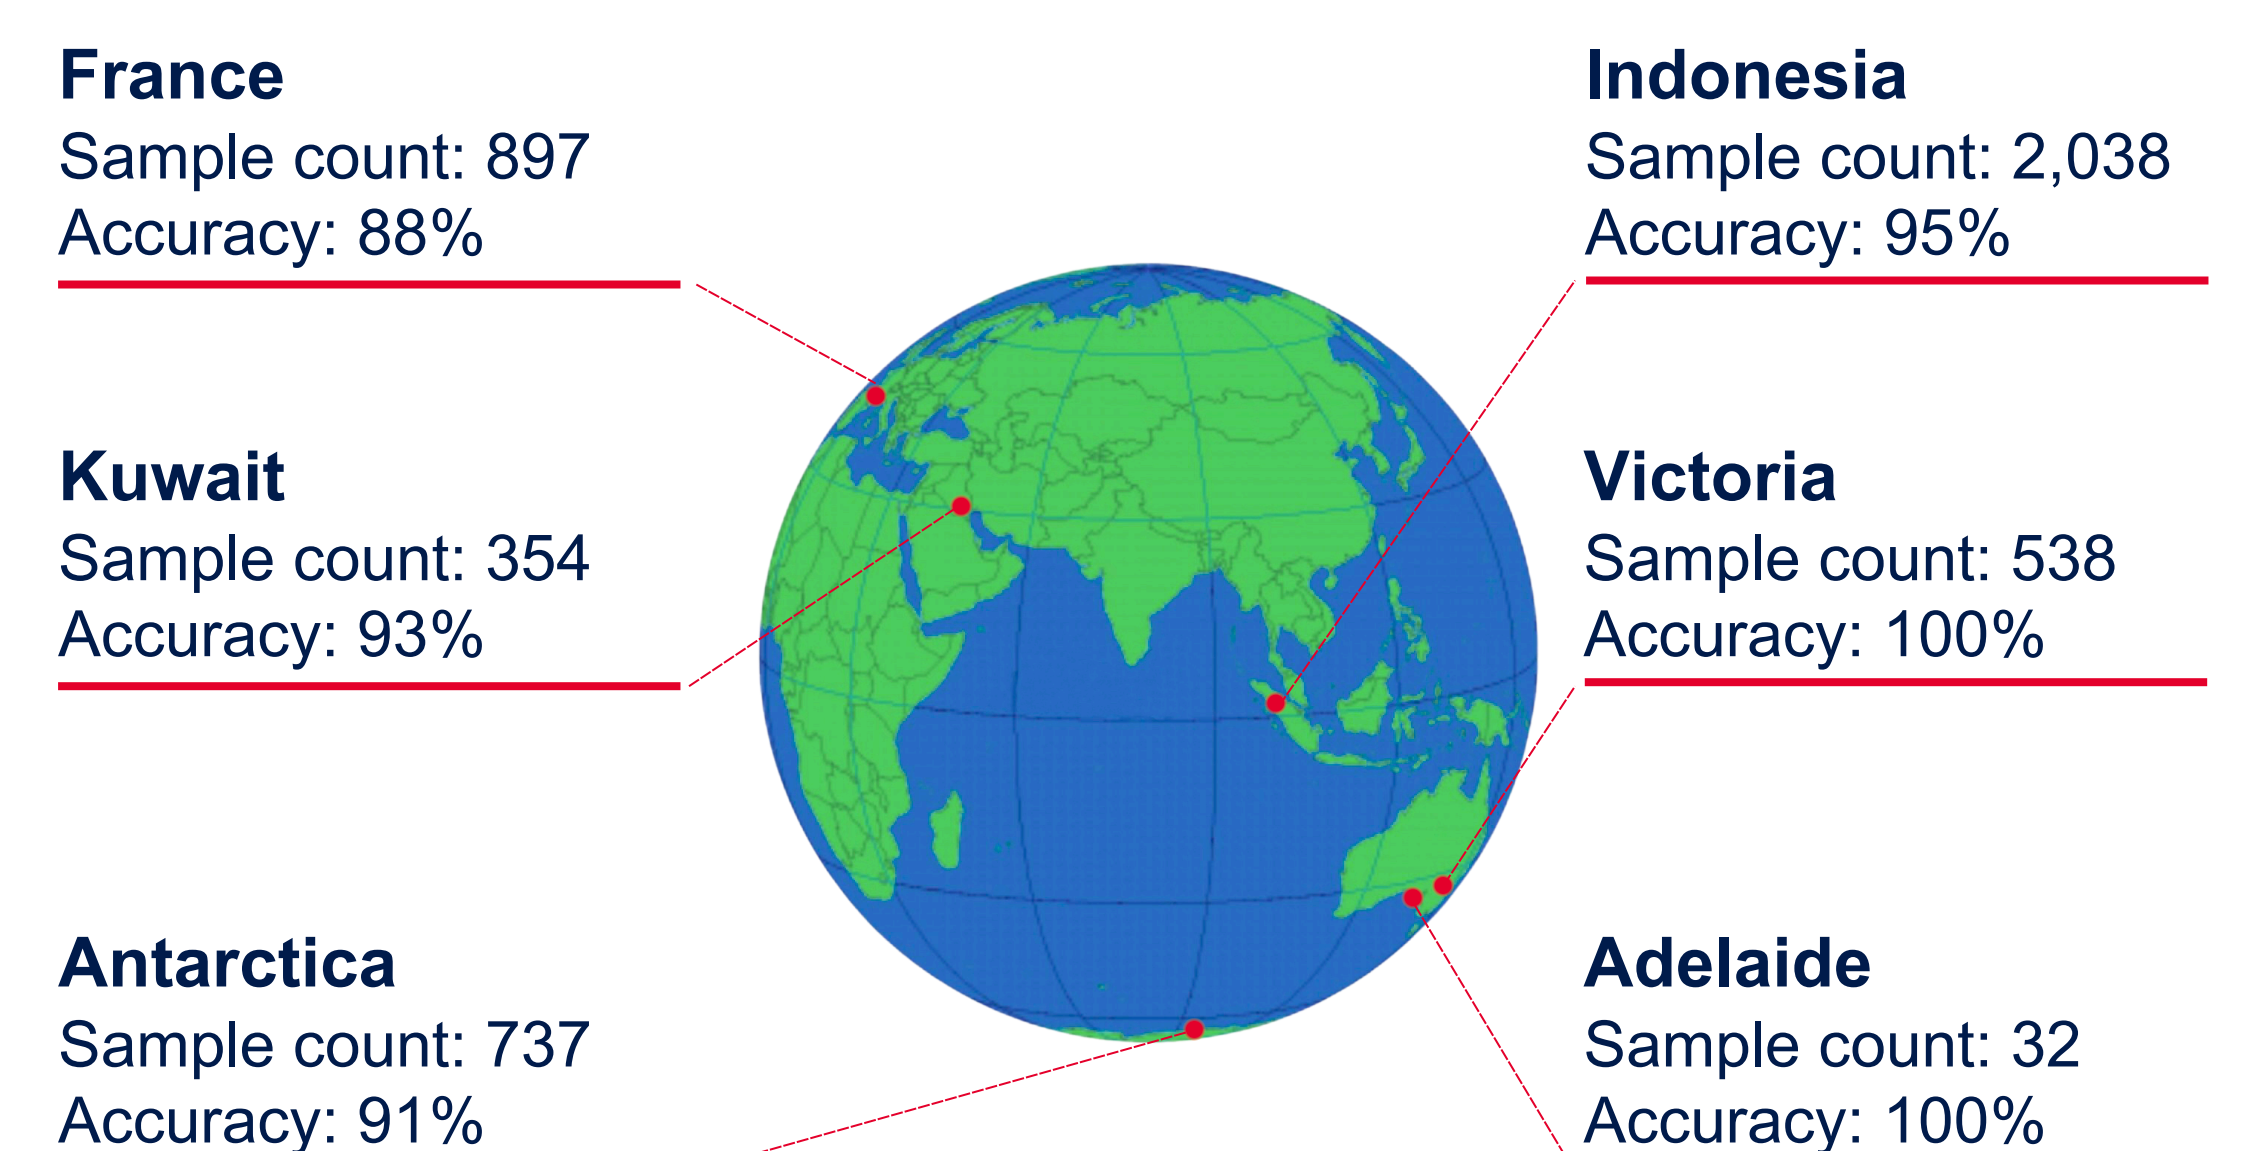 France
Sample count: 897
Accuracy: 88%
Kuwait
Sample count: 354
Accuracy: 93%
Antarctica
Sample count: 737
Accuracy: 91%
Indonesia
Sample count: 2,038
Accuracy: 95%
Victoria
Sample count: 538
Accuracy: 100%
Adelaide
Sample count: 32
Accuracy: 100%